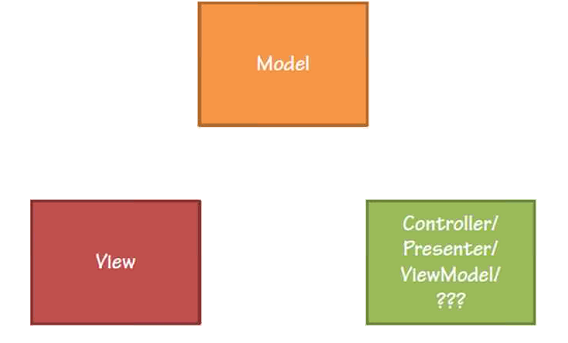 Model
View
Controller/
Presenter/
ViewModel/
???